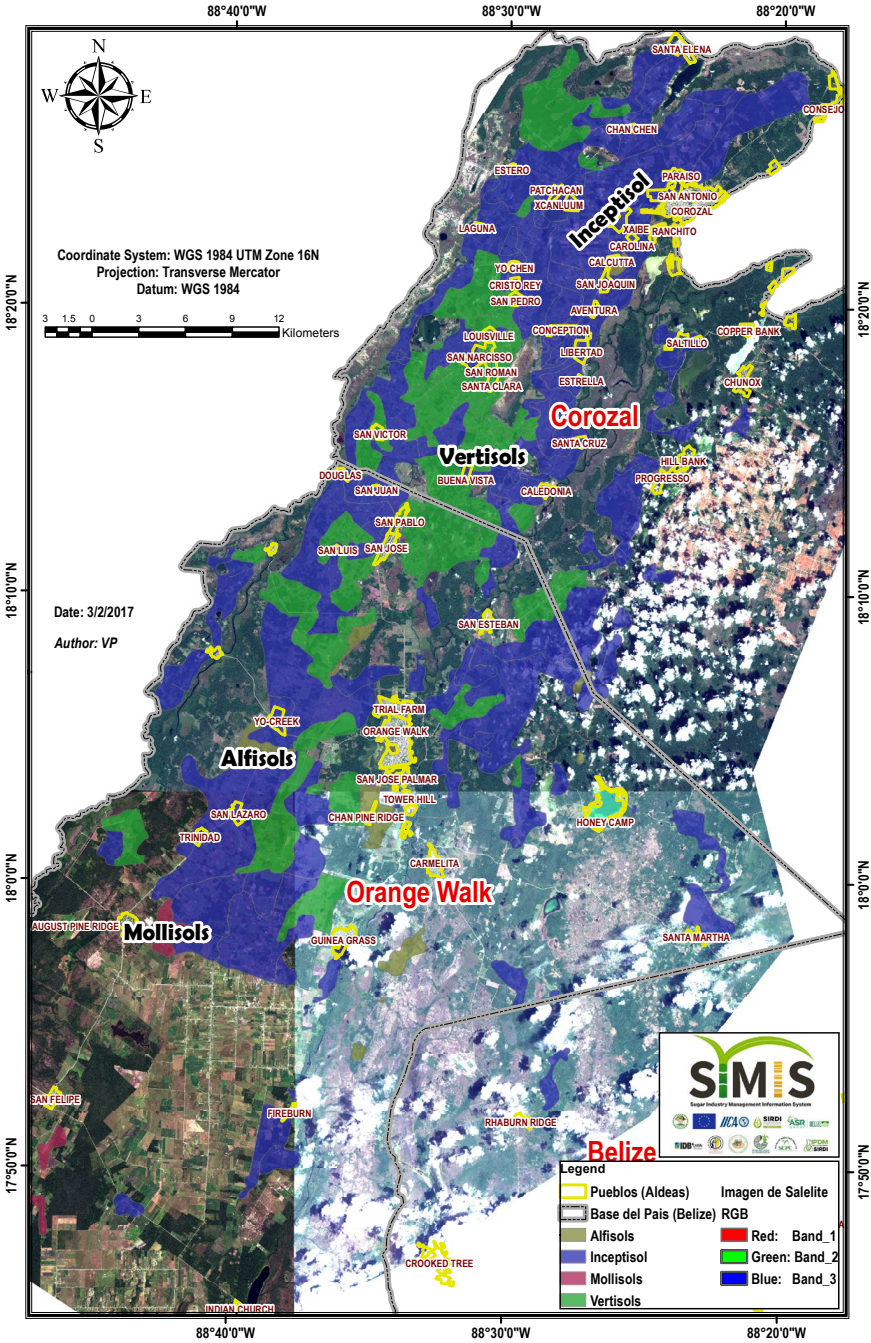 88°40'0"W
88°30'0"W
88°20'0"W
N
W
E
S
SANTA ELENA
CONSEJO
CHAN CHEN
ESTERO
PARAISO
PATCHACAN
SAN ANTONIO
XCANLUUM
COROZAL
Inceptisol
LAGUNA
XAIBE
RANCHITO
CAROLINA
Coordinate System: WGS 1984 UTM Zone 16N
Projection: Transverse Mercator
Datum: WGS 1984
YO CHEN
CALCUTTA
CRISTO REY
SAN JOAQUIN
SAN PEDRO
18°20'0"N
18°20'0"N
AVENTURA
3 1.5 0 3 6 9 12
Kilometers
LOUISVILLE
CONCEPTION
COPPER BANK
SALTILLO
SAN NARCISSO
LIBERTAD
SAN ROMAN
SANTA CLARA
ESTRELLA
CHUNOX
Corozal
SAN VICTOR
SANTA CRUZ
Vertisols
HILL BANK
DOUGLAS
BUENA VISTA
PROGRESSO
SAN JUAN
CALEDONIA
SAN PABLO
SAN LUIS
SAN JOSE
18°10'0"N
18°10'0"N
Date: 3/2/2017
Author: VP
SAN ESTEBAN
TRIAL FARM
YO-CREEK
ORANGE WALK
Alfisols
SAN JOSE PALMAR
TOWER HILL
SAN LAZARO
CHAN PINE RIDGE
HONEY CAMP
TRINIDAD
CARMELITA
18°0'0"N
18°0'0"N
Orange Walk
AUGUST PINE RIDGE
Mollisols
GUINEA GRASS
SANTA MARTHA
SIMIS
Sugar Industry Management Information System
IICA
SIRDI
ASR
IDB
NCPC
IPDM
SIRDI
SAN FELIPE
FIREBURN
RHABURN RIDGE
Belize
17°50'0"N
17°50'0"N
Legend
Pueblos (Aldeas)
Imagen de Salelite
Base del Pais (Belize)
RGB
Alfisols
Red: Band_1
Inceptisol
Green: Band_2
Mollisols
Blue: Band_3
Vertisols
CROOKED TREE
INDIAN CHURCH
88°40'0"W
88°30'0"W
88°20'0"W